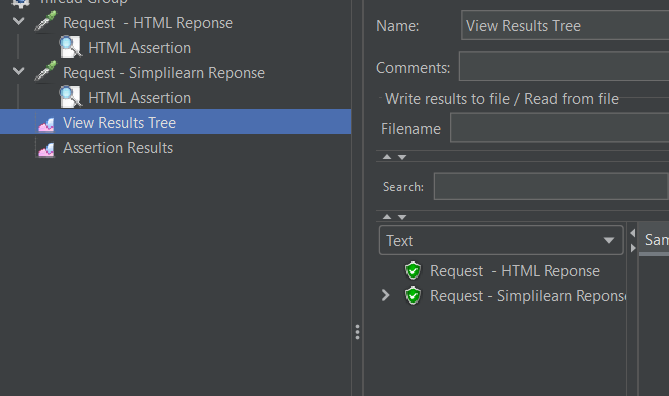 Thread Group
Request - HTML Reponse
HTML Assertion
Request - Simplilearn Reponse
HTML Assertion
View Results Tree
Assertion Results
Name:
View Results Tree
Comments:
Write results to file / Read from file
Filename
Search:
Text
Sam
Request - HTML Reponse
Request - Simplilearn Reponse